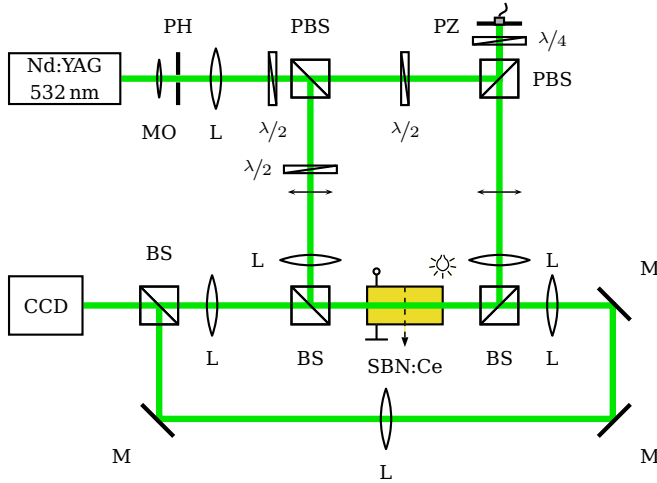 PH
PBS
PZ
λ/4
Nd:YAG
532 nm
PBS
MO
L
λ/2
λ/2
λ/2
BS
L
L
M
CCD
L
BS
SBN:Ce
BS
L
M
L
M